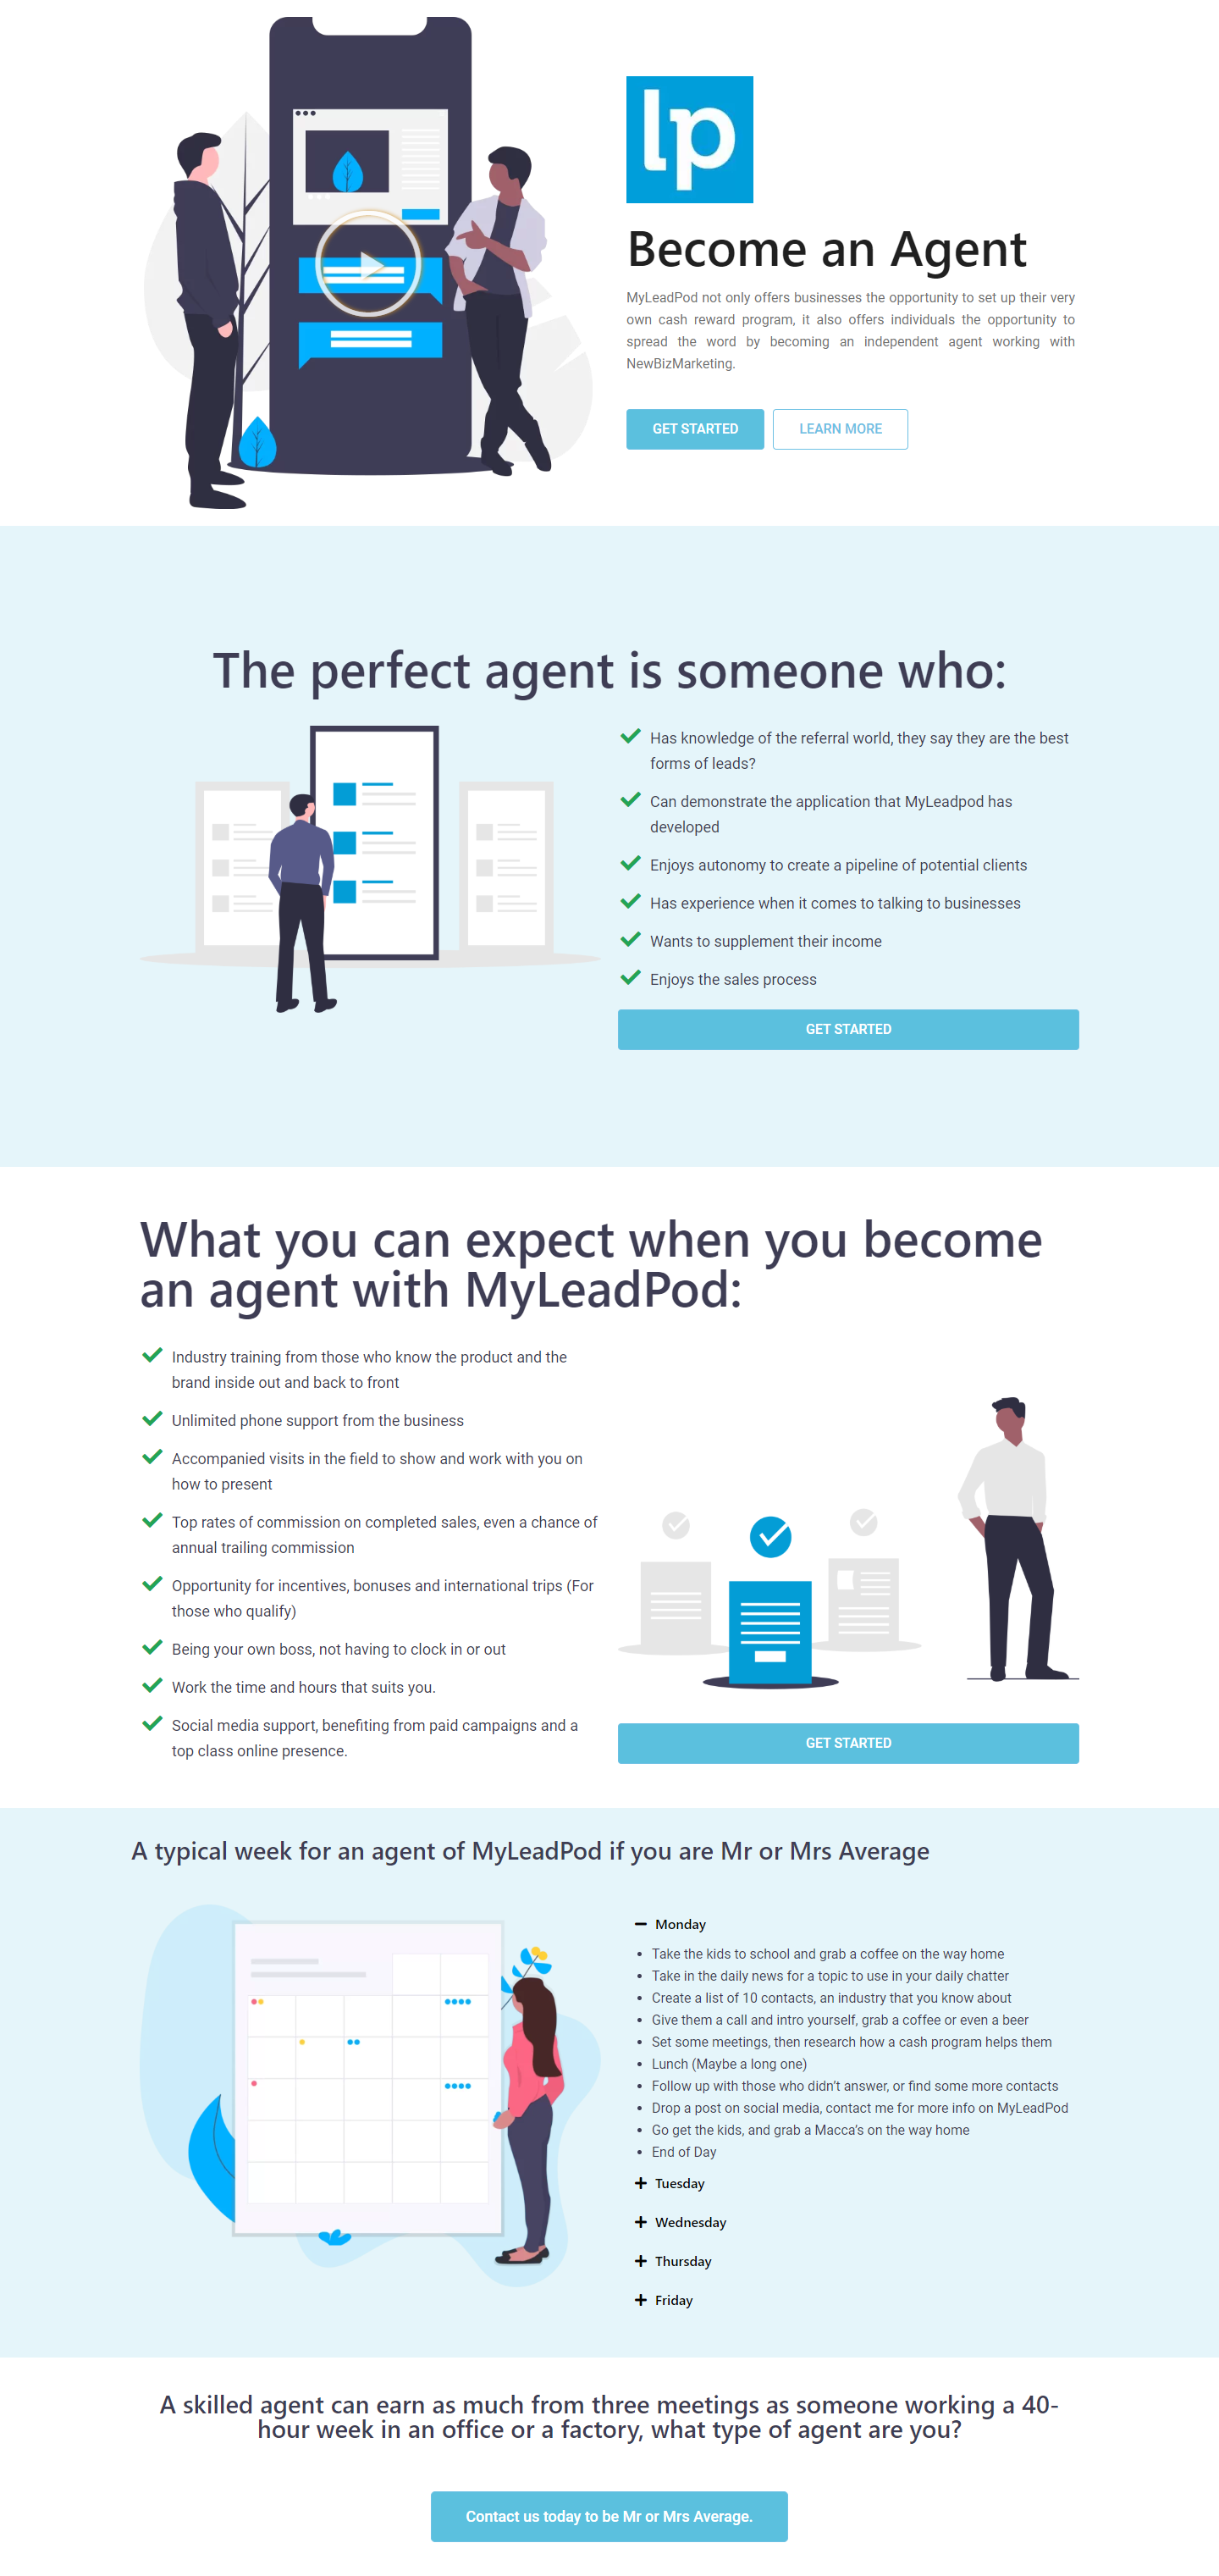 lp
Become an Agent
MyLeadPod not only offers businesses the opportunity to set up their very
own cash reward program, it also offers individuals the opportunity to
spread the word by becoming an independent agent working with
NewBizMarketing.
GET STARTED
LEARN MORE
The perfect agent is someone who:
Has knowledge of the referral world, they say they are the best
forms of leads?
Can demonstrate the application that MyLeadpod has
developed
Enjoys autonomy to create a pipeline of potential clients
Has experience when it comes to talking to businesses
Wants to supplement their income
Enjoys the sales process
GET STARTED
What you can expect when you become
an agent with MyLeadPod:
Industry training from those who know the product and the
brand inside out and back to front
Unlimited phone support from the business
Accompanied visits in the field to show and work with you on
how to present
Top rates of commission on completed sales, even a chance of
annual trailing commission
Opportunity for incentives, bonuses and international trips (For
those who qualify)
Being your own boss, not having to clock in or out
Work the time and hours that suits you.
Social media support, benefiting from paid campaigns and a
top class online presence.
GET STARTED
A typical week for an agent of MyLeadPod if you are Mr or Mrs Average
Monday
• Take the kids to school and grab a coffee on the way home
• Take in the daily news for a topic to use in your daily chatter
• Create a list of 10 contacts, an industry that you know about
• Give them a call and intro yourself, grab a coffee or even a beer
• Set some meetings, then research how a cash program helps them
• Lunch (Maybe a long one)
• Follow up with those who didn’t answer, or find some more contacts
• Drop a post on social media, contact me for more info on MyLeadPod
• Go get the kids, and grab a Macca’s on the way home
• End of Day
Tuesday
Wednesday
Thursday
Friday
A skilled agent can earn as much from three meetings as someone working a 40-
hour week in an office or a factory, what type of agent are you?
Contact us today to be Mr or Mrs Average.